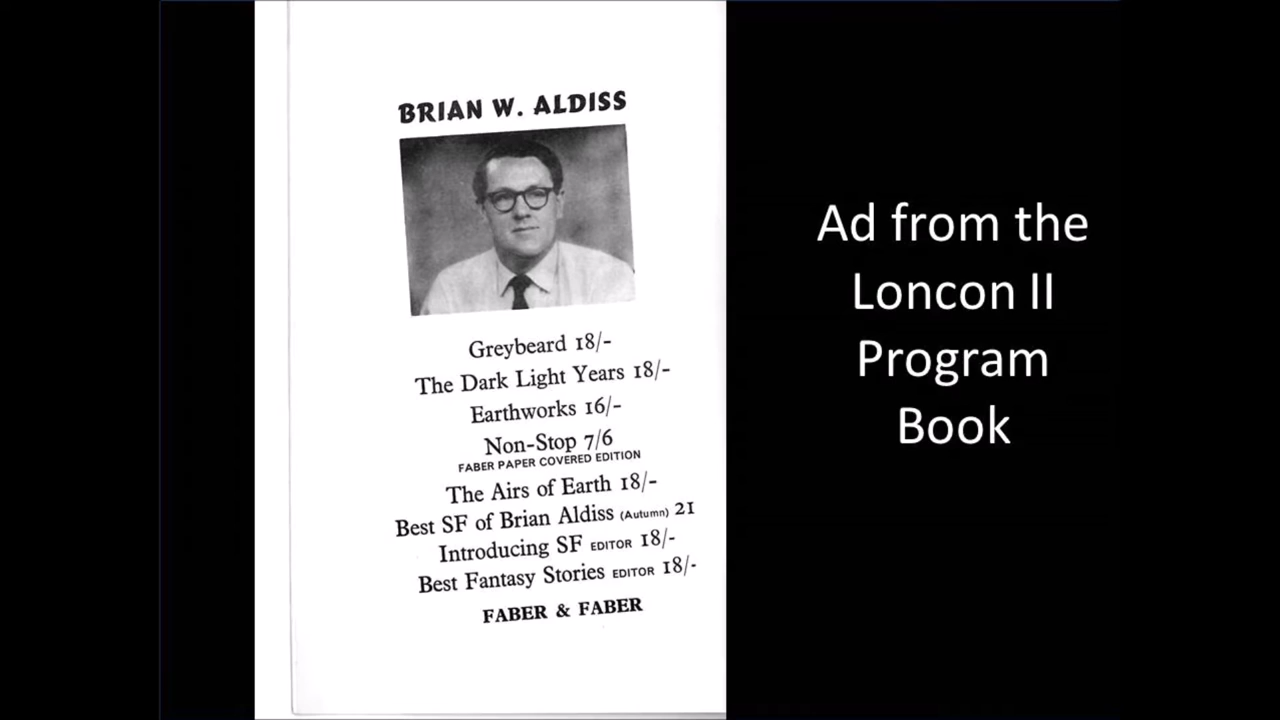 BRIAN W. ALDISS
Greybeard 18/-
The Dark Light Years 18/-
Earthworks 16/-
Non-Stop 7/6
FABER PAPER COVERED EDITION
The Airs of Earth 18/-
Best SF of Brian Aldiss (Autumn) 21
Introducing SF EDITOR 18/-
Best Fantasy Stories EDITOR 18/-
FABER & FABER
Ad from the
Loncon II
Program
Book